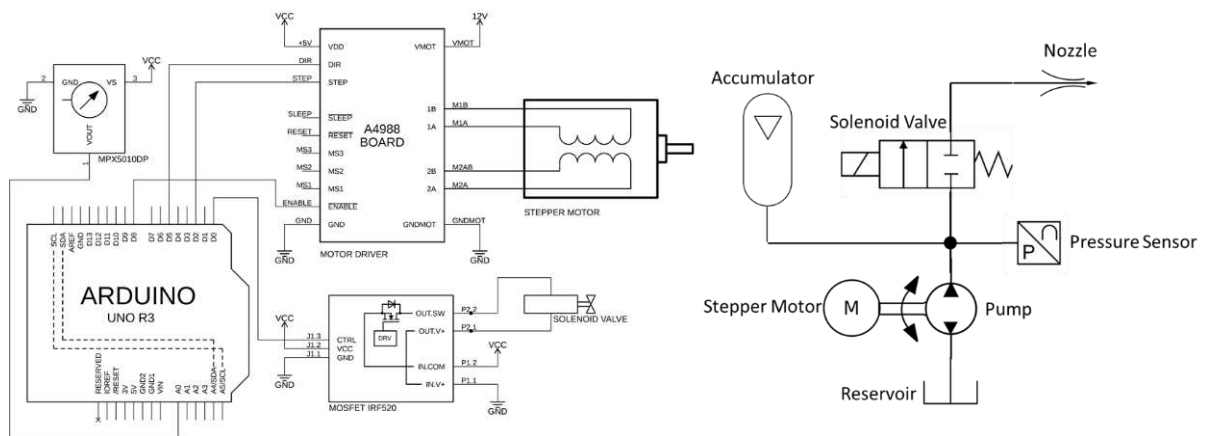 VCC
+5V
DIR
STEP
SLEEP
RESET
MS3
MS2
MS1
ENABLE
GND
GND
VDD
DIR
STEP
SLEEP
RESET
MS3
MS2
MS1
ENABLE
GND
A4988
BOARD
VMOT
1B
1A
2B
2A
GNDMOT
12V
VMOT
M1B
M1A
M2AB
M2A
GNDMOT
GND
MOTOR DRIVER
STEPPER MOTOR
2
GND
VS
3
VCC
GND
VOUT
1
MPX5010DP
SCL
SDA
AREF
GND
D13
D12
D11
D10
D9
D8
D7
D6
D5
D4
D3
D2
D1
D0
ARDUINO
UNO R3
RESERVED
IOREF
/RESET
3V
5V
GND2
GND1
VIN
A0
A1
A2
A3
A4/SDA
A5/SCL
VCC
J1.3
J1.2
J1.1
GND
CTRL
VCC
GND
DRV
OUT.SW
OUT.V+
IN.COM
IN.V+
P2.2
P2.1
P1.2
P1.1
VCC
GND
SOLENOID VALVE
MOSFET IRF520
Nozzle
Accumulator
Solenoid Valve
P
Pressure Sensor
Stepper Motor
M
Pump
Reservoir